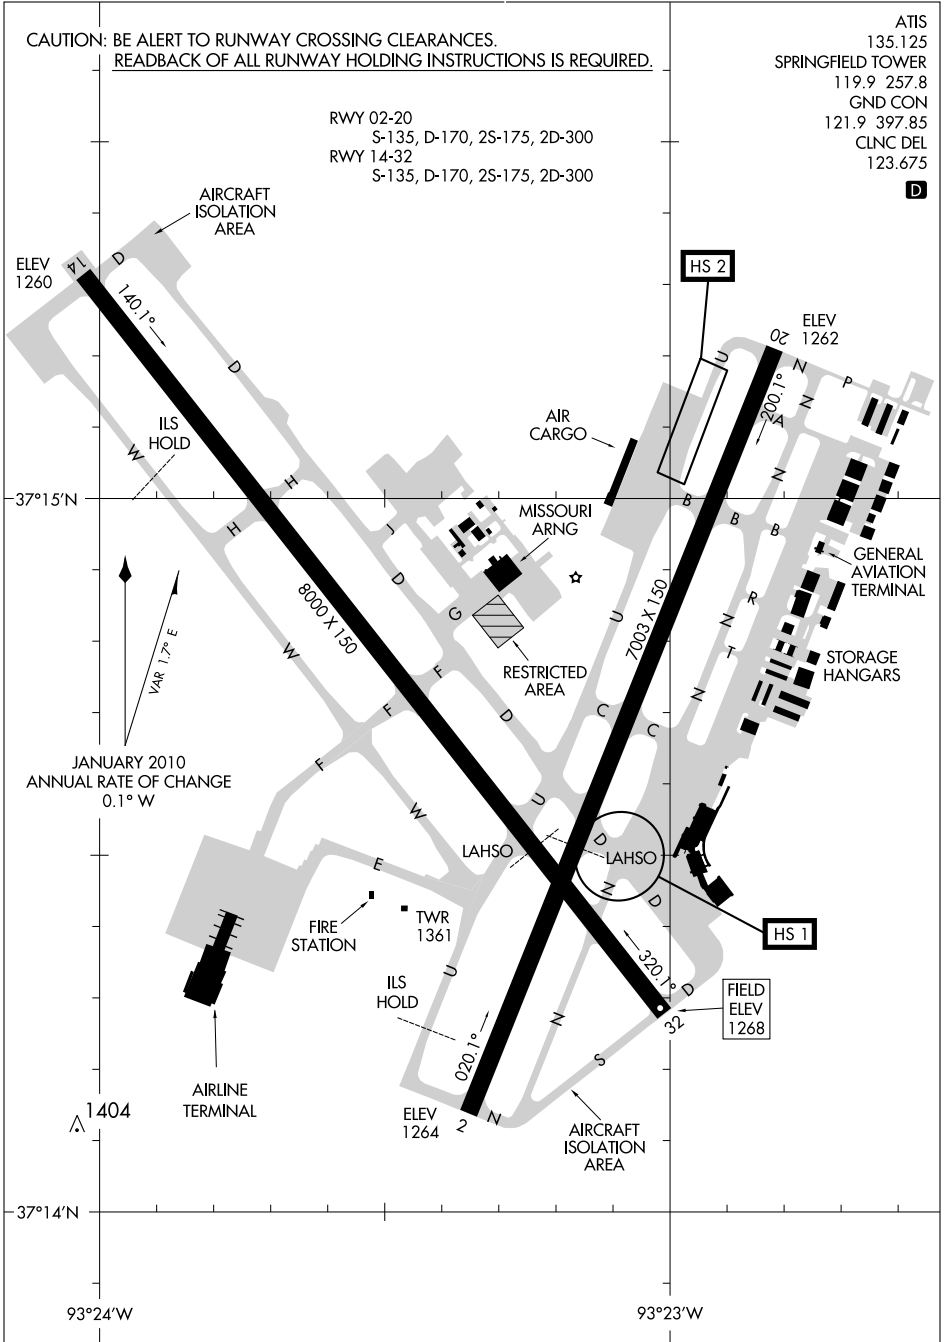 CAUTION: BE ALERT TO RUNWAY CROSSING CLEARANCES.
READBACK OF ALL RUNWAY HOLDING INSTRUCTIONS IS REQUIRED.
ATIS
135.125
SPRINGFIELD TOWER
119.9 257.8
GND CON
121.9 397.85
CLNC DEL
123.675
D
RWY 02-20
S-135, D-170, 2S-175, 2D-300
RWY 14-32
S-135, D-170, 2S-175, 2D-300
AIRCRAFT
ISOLATION
AREA
ELEV
1260
14
D
140.1°
HS 2
ELEV
1262
20
U
N
P
N
200.1°
A
D
ILS
HOLD
W
AIR
CARGO
N
37°15'N
H
H
J
B
B
B
MISSOURI
ARNG
GENERAL
AVIATION
TERMINAL
D
G
8000 X 150
7003 X 150
U
R
N
T
W
VAR 1.7° E
RESTRICTED
AREA
STORAGE
HANGARS
F
F
D
C
C
N
JANUARY 2010
ANNUAL RATE OF CHANGE
0.1° W
F
W
U
D
LAHSO
LAHSO
E
N
D
FIRE
STATION
TWR
1361
HS 1
U
ILS
HOLD
320.1°
D
FIELD
ELEV
1268
32
020.1°
N
S
AIRLINE
TERMINAL
1404
ELEV
1264
2
N
AIRCRAFT
ISOLATION
AREA
37°14'N
93°24'W
93°23'W